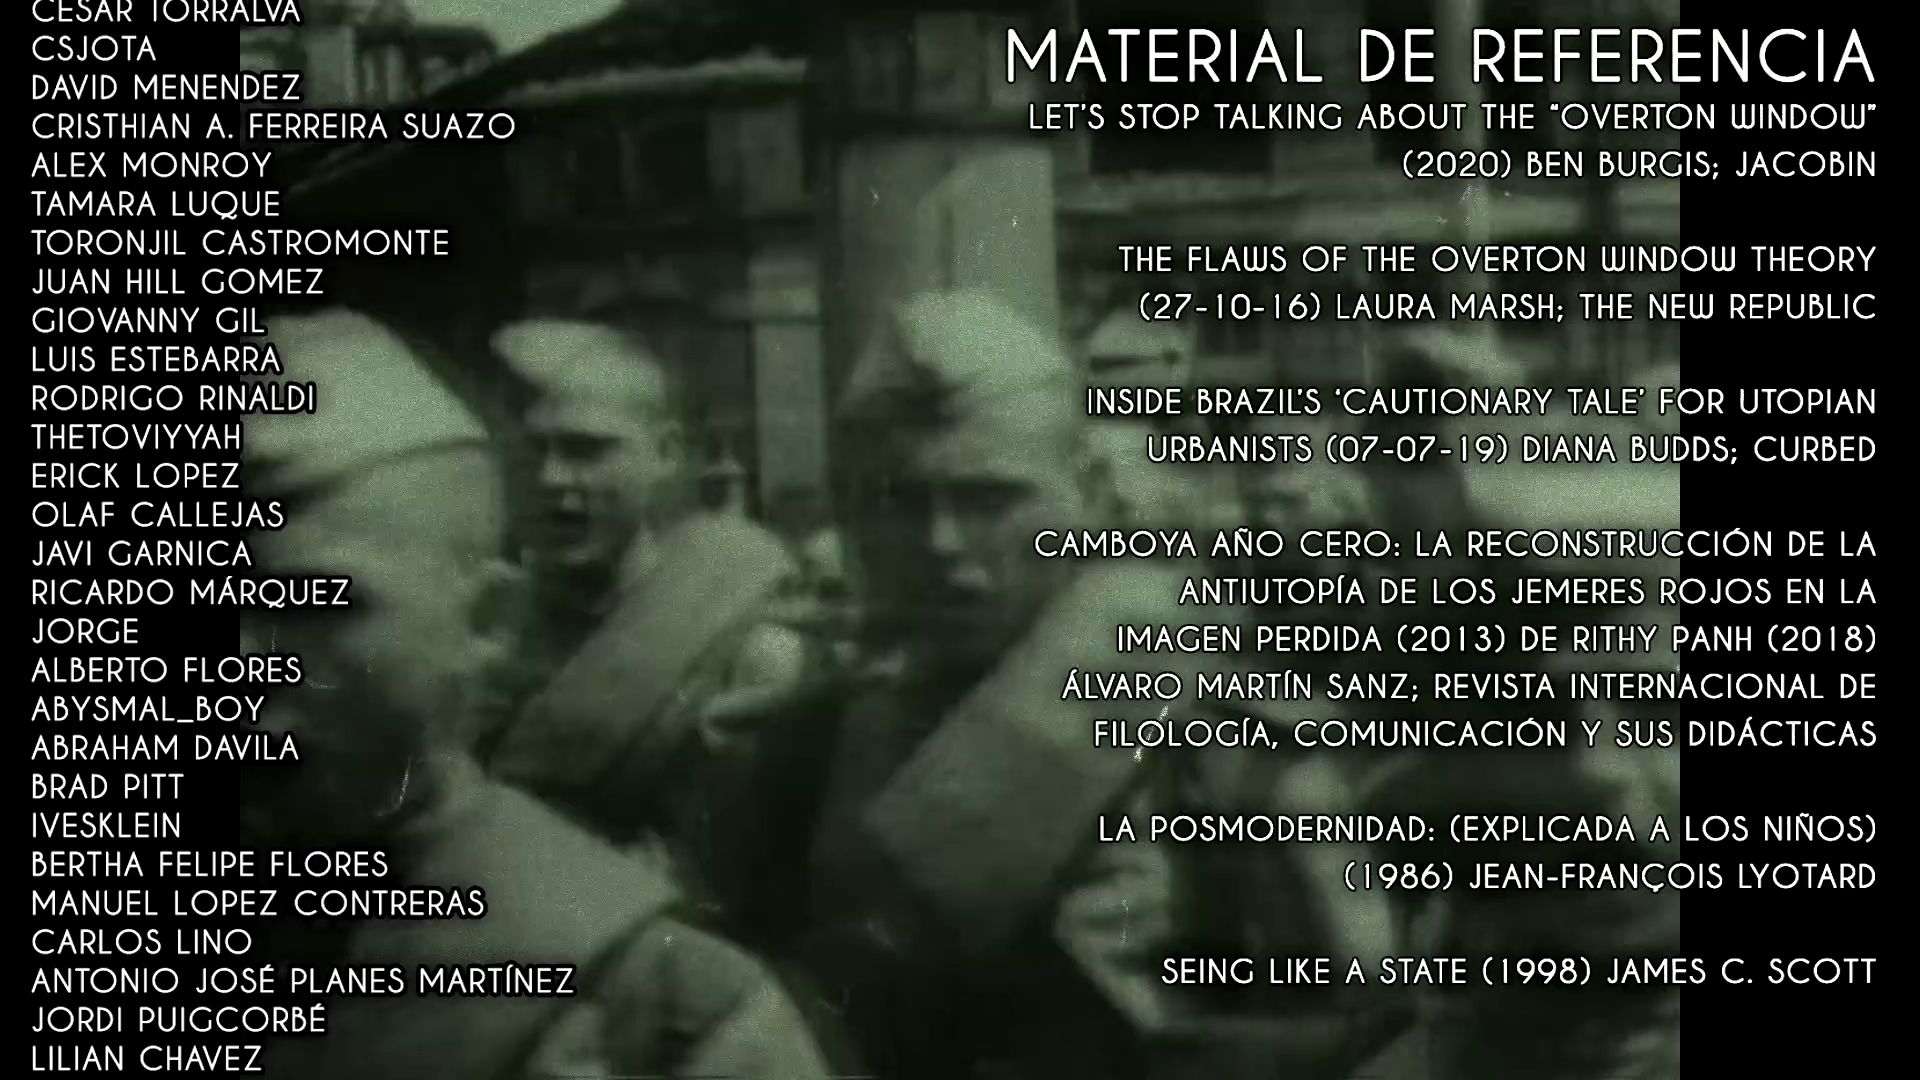 CESAR TORRALVA
CSJOTA
DAVID MENENDEZ
CRISTHIAN A. FERREIRA SUAZO
ALEX MONROY
TAMARA LUQUE
TORONJIL CASTROMONTE
JUAN HILL GOMEZ
GIOVANNY GIL
LUIS ESTEBARRA
RODRIGO RINALDI
THETOVIYYAH
ERICK LOPEZ
OLAF CALLEJAS
JAVI GARNICA
RICARDO MÁRQUEZ
JORGE
ALBERTO FLORES
ABYSMAL_BOY
ABRAHAM DAVILA
BRAD PITT
IVESKLEIN
BERTHA FELIPE FLORES
MANUEL LOPEZ CONTRERAS
CARLOS LINO
ANTONIO JOSÉ PLANES MARTÍNEZ
JORDI PUIGCORBÉ
LILIAN CHAVEZ
MATERIAL DE REFERENCIA
LET'S STOP TALKING ABOUT THE "OVERTON WINDOW"
(2020) BEN BURGIS; JACOBIN
THE FLAWS OF THE OVERTON WINDOW THEORY
(27-10-16) LAURA MARSH; THE NEW REPUBLIC
INSIDE BRAZIL'S 'CAUTIONARY TALE' FOR UTOPIAN
URBANISTS (07-07-19) DIANA BUDDS; CURBED
CAMBOYA AÑO CERO: LA RECONSTRUCCIÓN DE LA
ANTIUTOPÍA DE LOS JEMERES ROJOS EN LA
IMAGEN PERDIDA (2013) DE RITHY PANH (2018)
ÁLVARO MARTÍN SANZ; REVISTA INTERNACIONAL DE
FILOLOGÍA, COMUNICACIÓN Y SUS DIDÁCTICAS
LA POSMODERNIDAD: (EXPLICADA A LOS NIÑOS)
(1986) JEAN-FRANÇOIS LYOTARD
SEING LIKE A STATE (1998) JAMES C. SCOTT